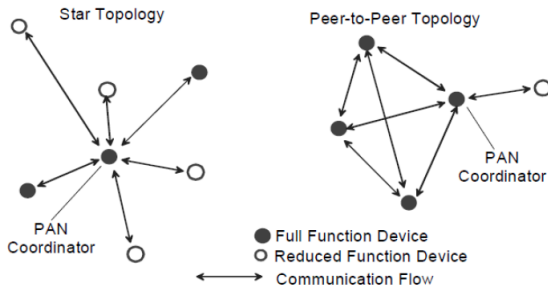 Star Topology
Peer-to-Peer Topology
PAN
Coordinator
PAN
Coordinator
Full Function Device
Reduced Function Device
Communication Flow